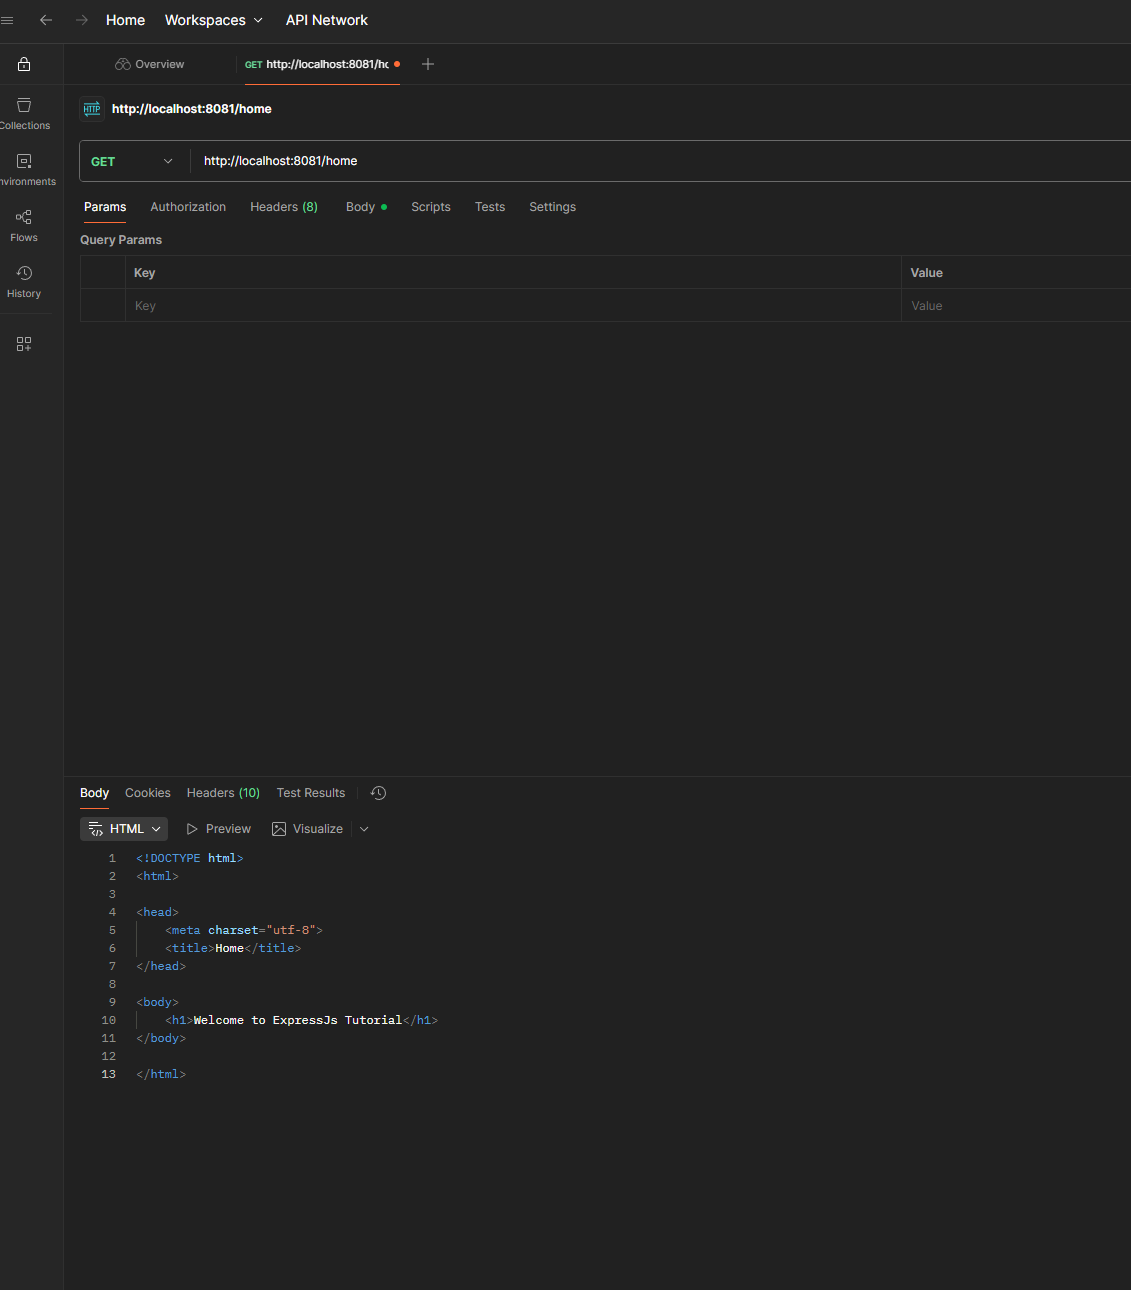 Home Workspaces API Network
Overview GET http://localhost:8081/hc
HTTP http://localhost:8081/home
Collections
nvironments
Flows
History
GET http://localhost:8081/home
Params Authorization Headers (8) Body Scripts Tests Settings
Query Params
Key Value
Key Value
Body Cookies Headers (10) Test Results
HTML Preview Visualize
1 <!DOCTYPE html>
2 <html>
3
4 <head>
5     <meta charset="utf-8">
6     <title>Home</title>
7 </head>
8
9 <body>
10     <h1>Welcome to ExpressJs Tutorial</h1>
11 </body>
12
13 </html>